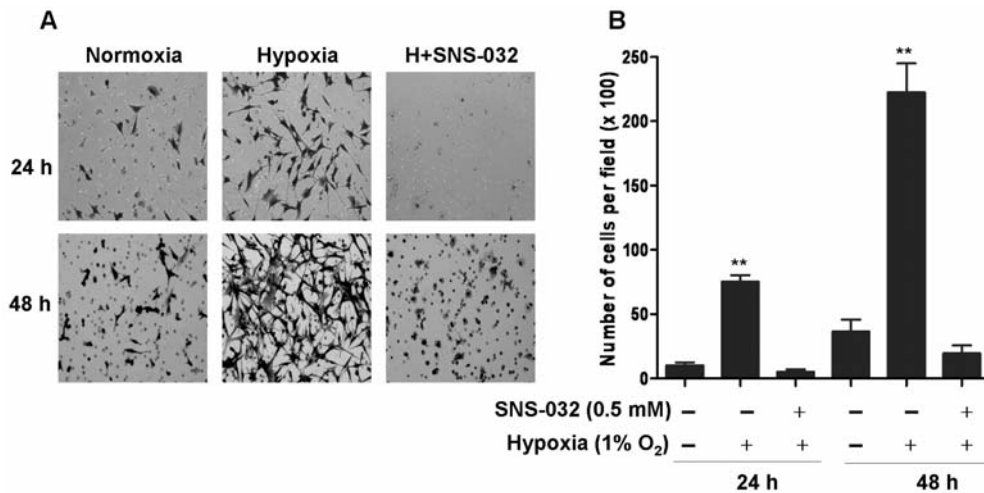 A
Normoxia Hypoxia H+SNS-032
24 h
48 h
B
Number of cells per field (x 100)
250
200
150
100
50
0
** **
SNS-032 (0.5 mM) – – + – – +
Hypoxia (1% O₂) – + + – + +
24 h 48 h